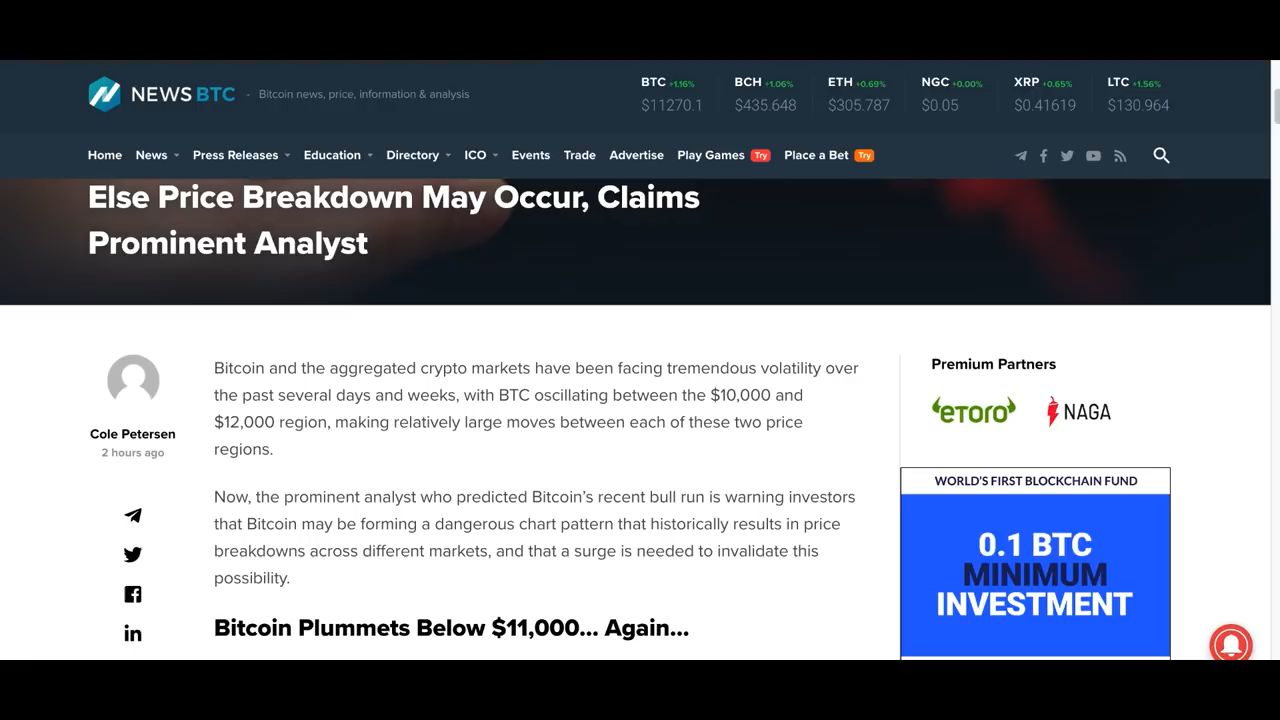 NEWS BTC - Bitcoin news, price, information & analysis
BTC +1.16% BCH +1.06% ETH +0.69% NGC +0.00% XRP +0.65% LTC +1.56%
$11270.1 $435.648 $305.787 $0.05 $0.41619 $130.964
Home News Press Releases Education Directory ICO Events Trade Advertise Play Games Try Place a Bet Try
Else Price Breakdown May Occur, Claims
Prominent Analyst
Cole Petersen
2 hours ago
Bitcoin and the aggregated crypto markets have been facing tremendous volatility over
the past several days and weeks, with BTC oscillating between the $10,000 and
$12,000 region, making relatively large moves between each of these two price
regions.
Now, the prominent analyst who predicted Bitcoin's recent bull run is warning investors
that Bitcoin may be forming a dangerous chart pattern that historically results in price
breakdowns across different markets, and that a surge is needed to invalidate this
possibility.
Bitcoin Plummets Below $11,000... Again...
Premium Partners
eToro NAGA
WORLD'S FIRST BLOCKCHAIN FUND
0.1 BTC
MINIMUM
INVESTMENT